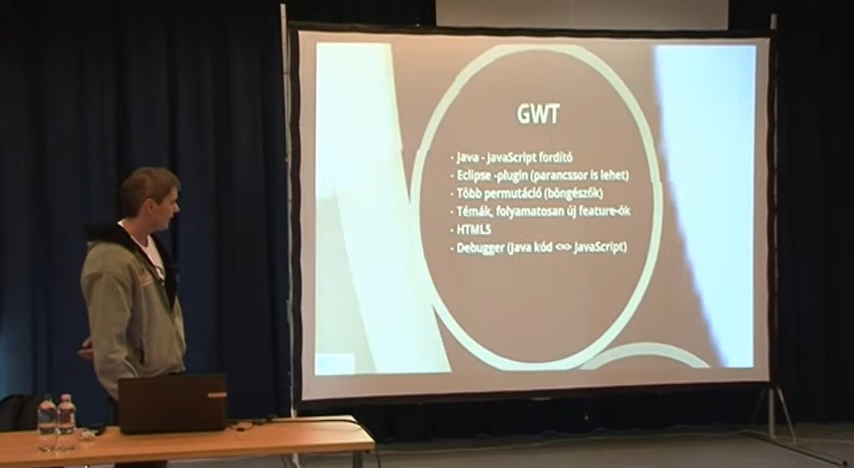 GWT
- Java - JavaScript fordító
- Eclipse -plugin (parancssor is lehet)
- Több permutáció (böngészők)
- Témák, folyamatosan új feature-ök
- HTML5
- Debugger (Java kód <=> JavaScript)